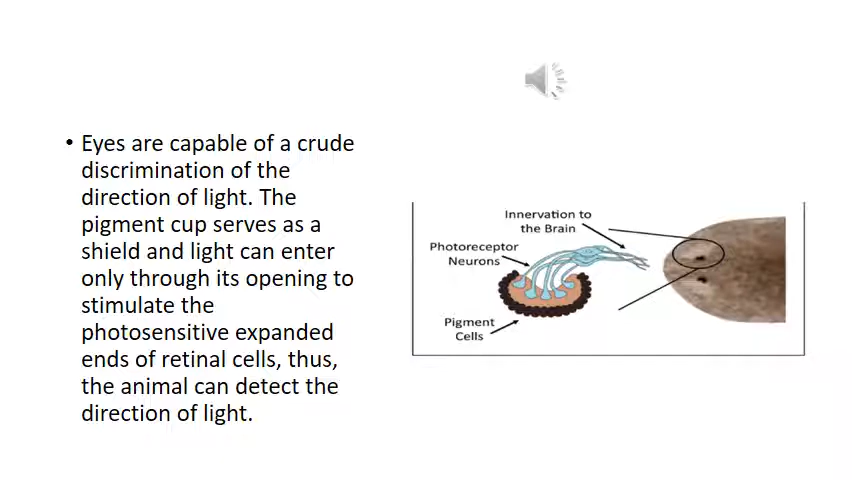 • Eyes are capable of a crude
discrimination of the
direction of light. The
pigment cup serves as a
shield and light can enter
only through its opening to
stimulate the
photosensitive expanded
ends of retinal cells, thus,
the animal can detect the
direction of light.
Innervation to
the Brain
Photoreceptor
Neurons
Pigment
Cells